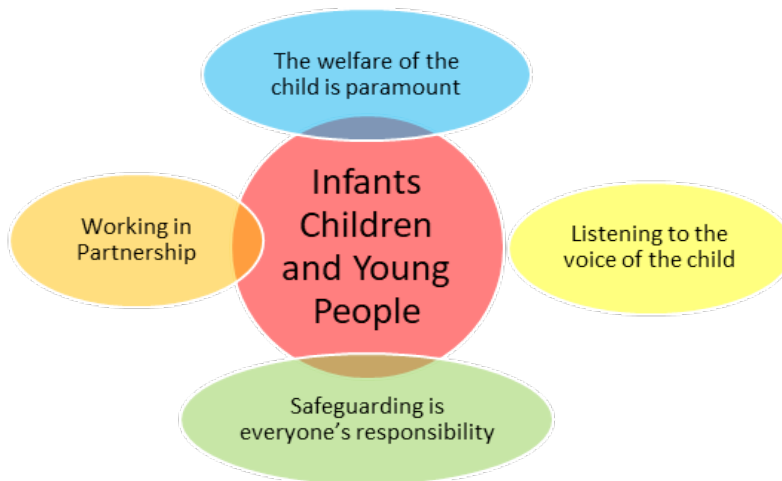 The welfare of the
child is paramount
Infants
Children
and Young
People
Working in
Partnership
Listening to the
voice of the child
Safeguarding is
everyone’s responsibility